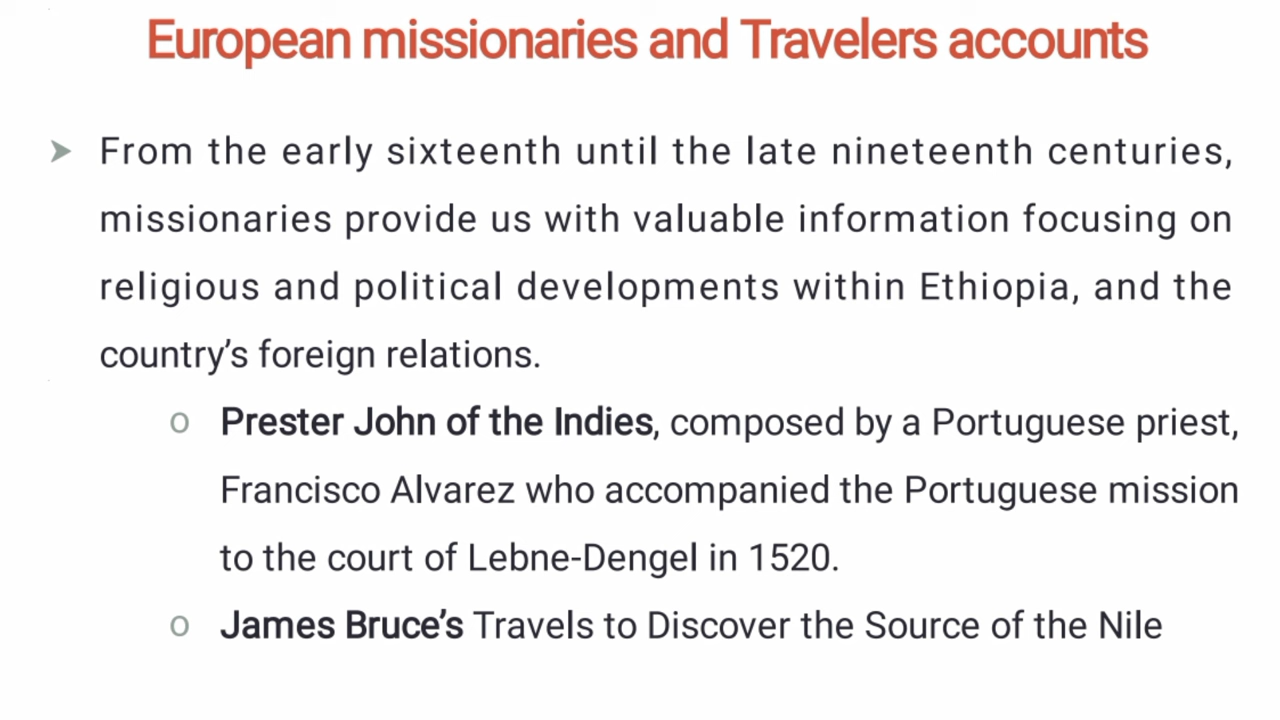 European missionaries and Travelers accounts
➤ From the early sixteenth until the late nineteenth centuries,
missionaries provide us with valuable information focusing on
religious and political developments within Ethiopia, and the
country’s foreign relations.
o Prester John of the Indies, composed by a Portuguese priest,
Francisco Alvarez who accompanied the Portuguese mission
to the court of Lebne-Dengel in 1520.
o James Bruce’s Travels to Discover the Source of the Nile